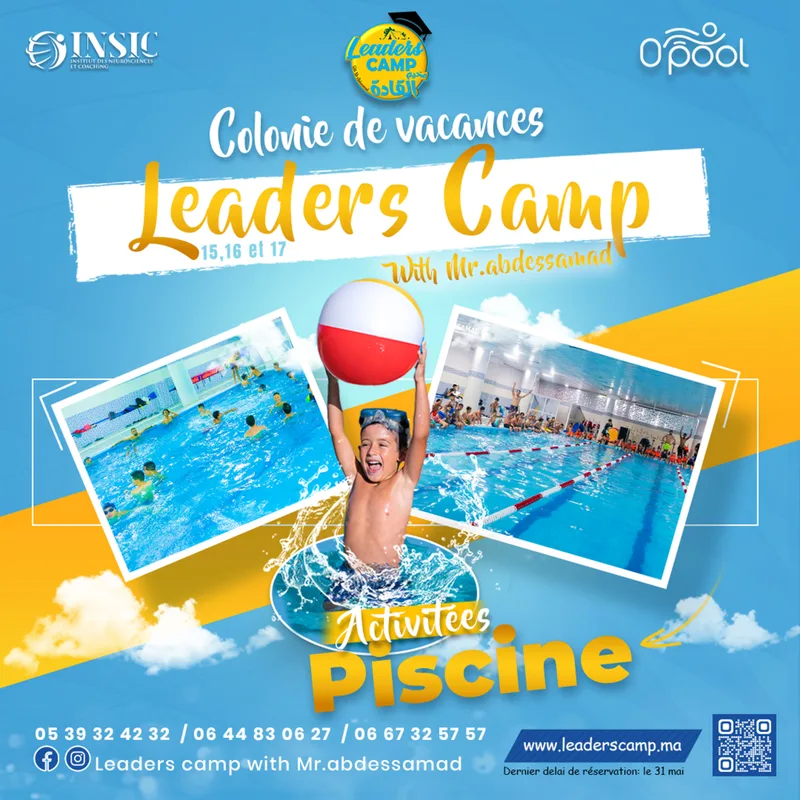 INSIC
INSTITUT DES NEUROSCIENCES
ET COACHING
Leaders
CAMP
القادة
O'pool
Colonie de vacances
Leaders Camp
15,16 et 17
With Mr.abdessamad
Activitées
Piscine
05 39 32 42 32 / 06 44 83 06 27 / 06 67 32 57 57
Leaders camp with Mr.abdessamad
www.leaderscamp.ma
Dernier delai de réservation: le 31 mai